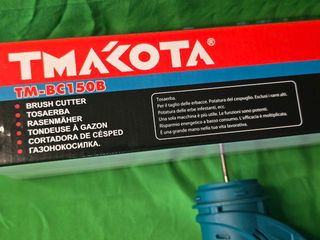 TMAKOTA®
TM-BC150B
• BRUSH CUTTER
• TOSAERBA
• RASENMÄHER
• TONDEUSE À GAZON
• CORTADORA DE CÉSPED
• ГАЗОНОКОСИЛКА.
Tosaerba.
Per il taglio delle erbacce. Potatura del cespuglio. Esclusi i rami alti.
Potatura delle erbe infestanti, ecc.
Una sola macchina è più utile. Le funzioni sono potenti.
Risparmio energetico a basso consumo. L'efficacia è moltiplicata.
È una grande mano nella tua vita lavorativa.